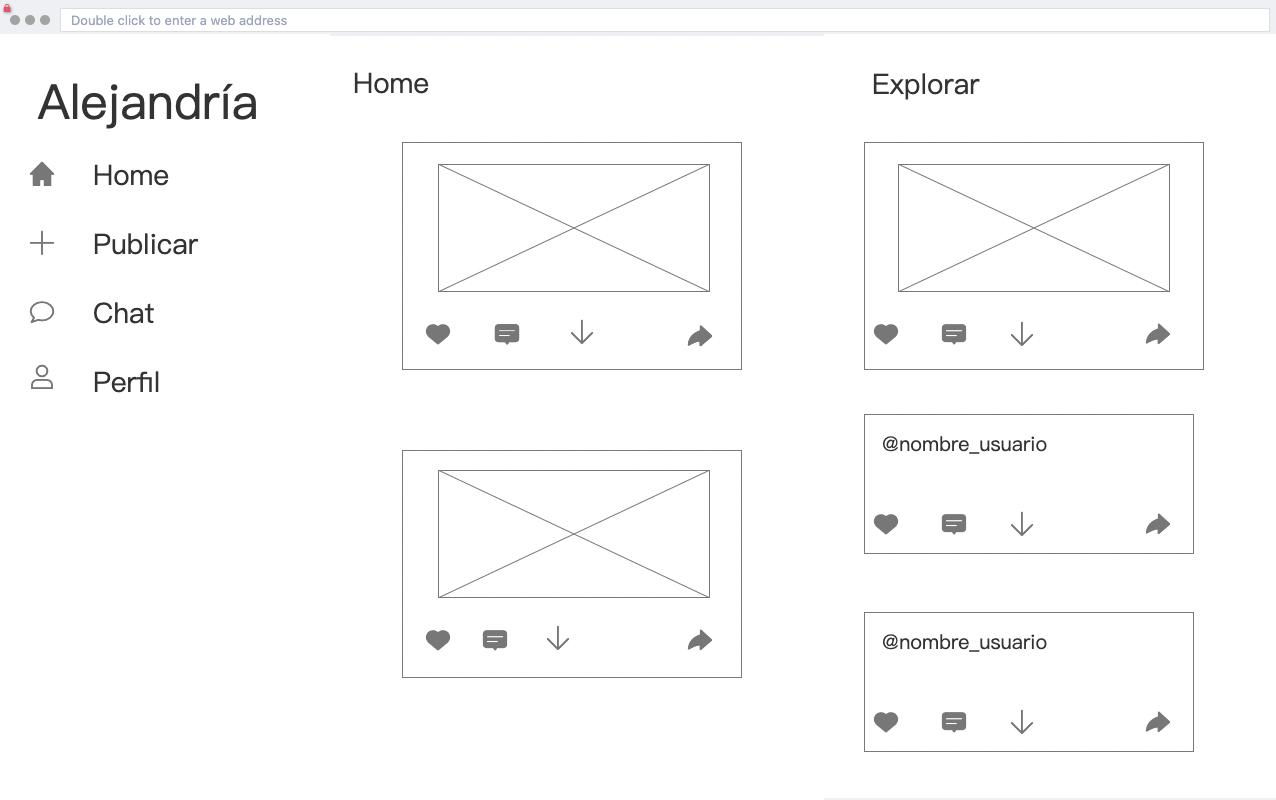 Double click to enter a web address
Alejandría
Home
Publicar
Chat
Perfil
Home
Explorar
@nombre_usuario
@nombre_usuario